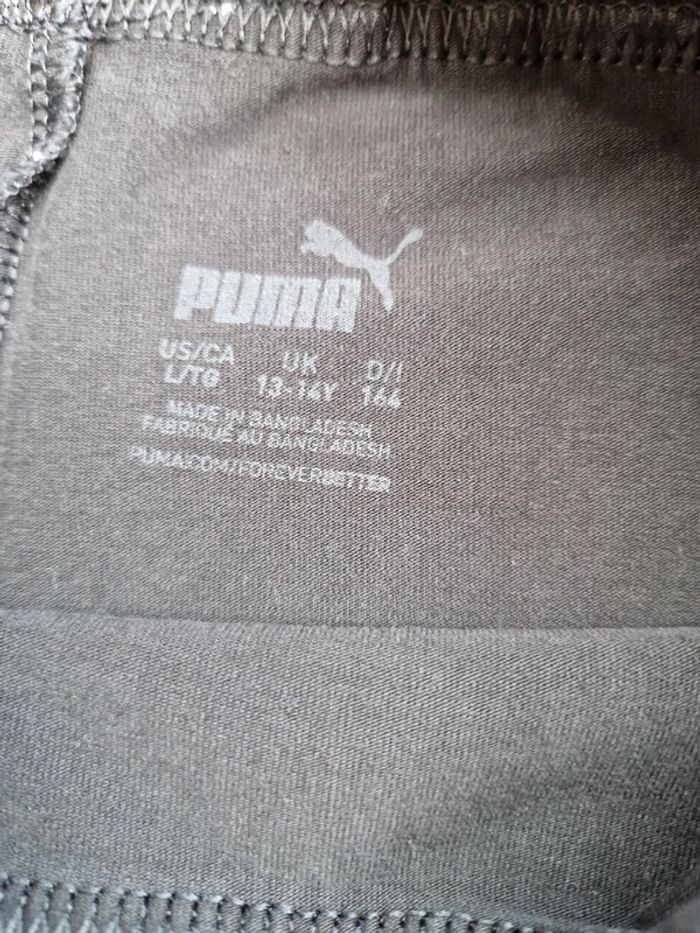 PUMA
US/CA UK D/I
L/TG 13-14Y 164
MADE IN BANGLADESH
FABRIQUÉ AU BANGLADESH
PUMA.COM/FOREVERBETTER